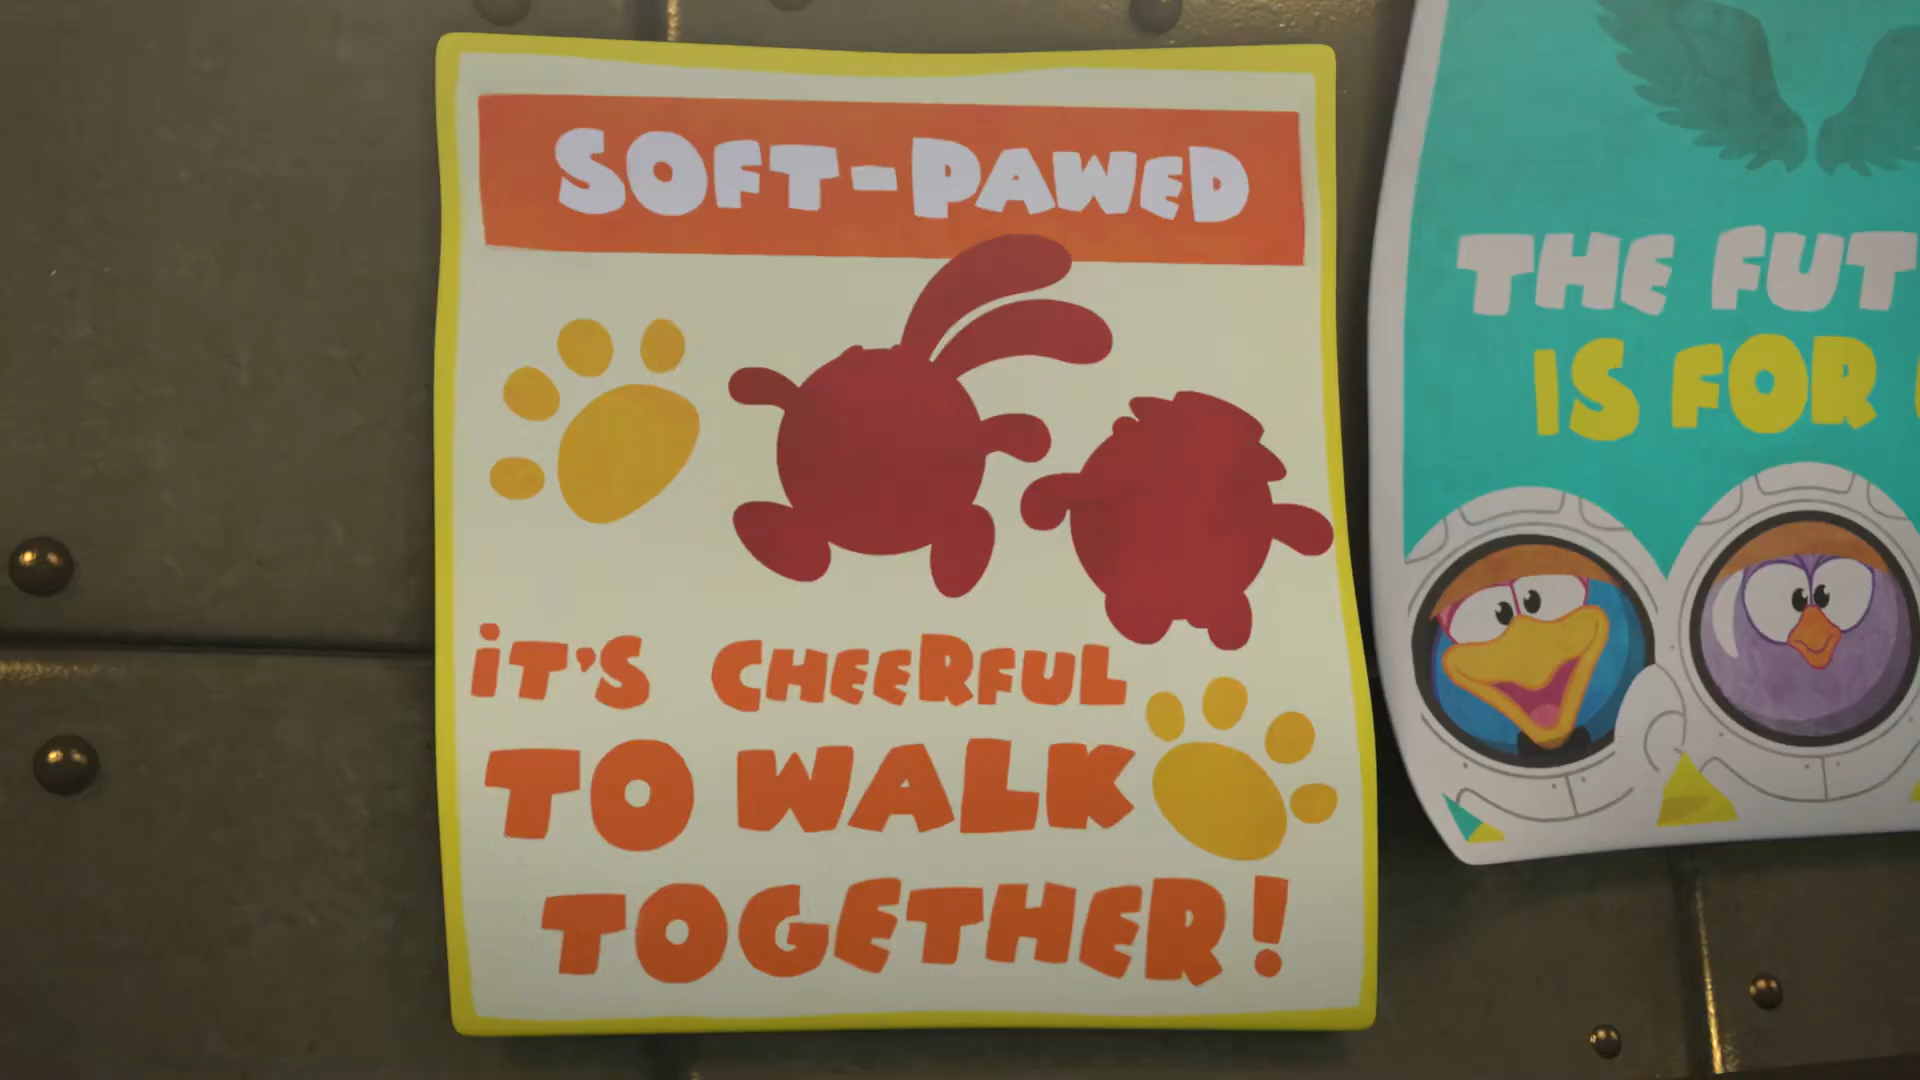 SOFT-PAWED
iT'S CHEERFUL
TO WALK
TOGETHER!
THE FUT
IS FOR